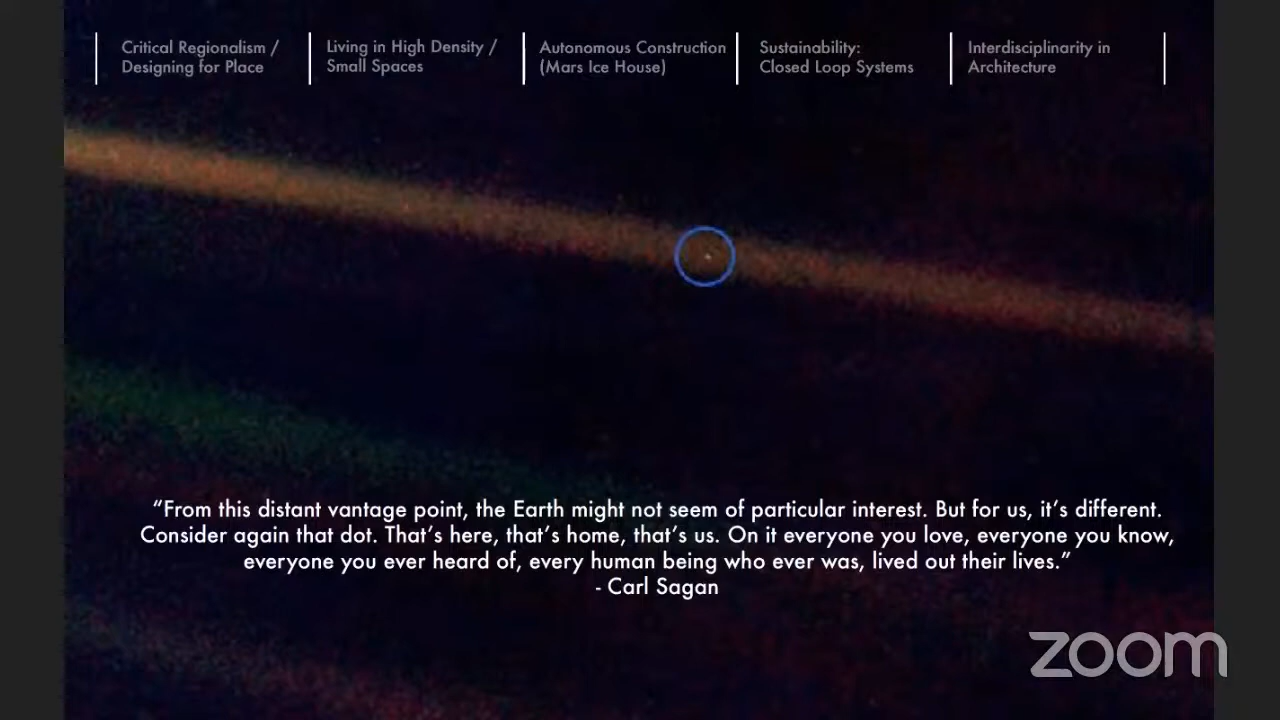 Critical Regionalism /
Designing for Place
Living in High Density /
Small Spaces
Autonomous Construction
(Mars Ice House)
Sustainability:
Closed Loop Systems
Interdisciplinarity in
Architecture
“From this distant vantage point, the Earth might not seem of particular interest. But for us, it’s different.
Consider again that dot. That’s here, that’s home, that’s us. On it everyone you love, everyone you know,
everyone you ever heard of, every human being who ever was, lived out their lives.”
- Carl Sagan
zoom